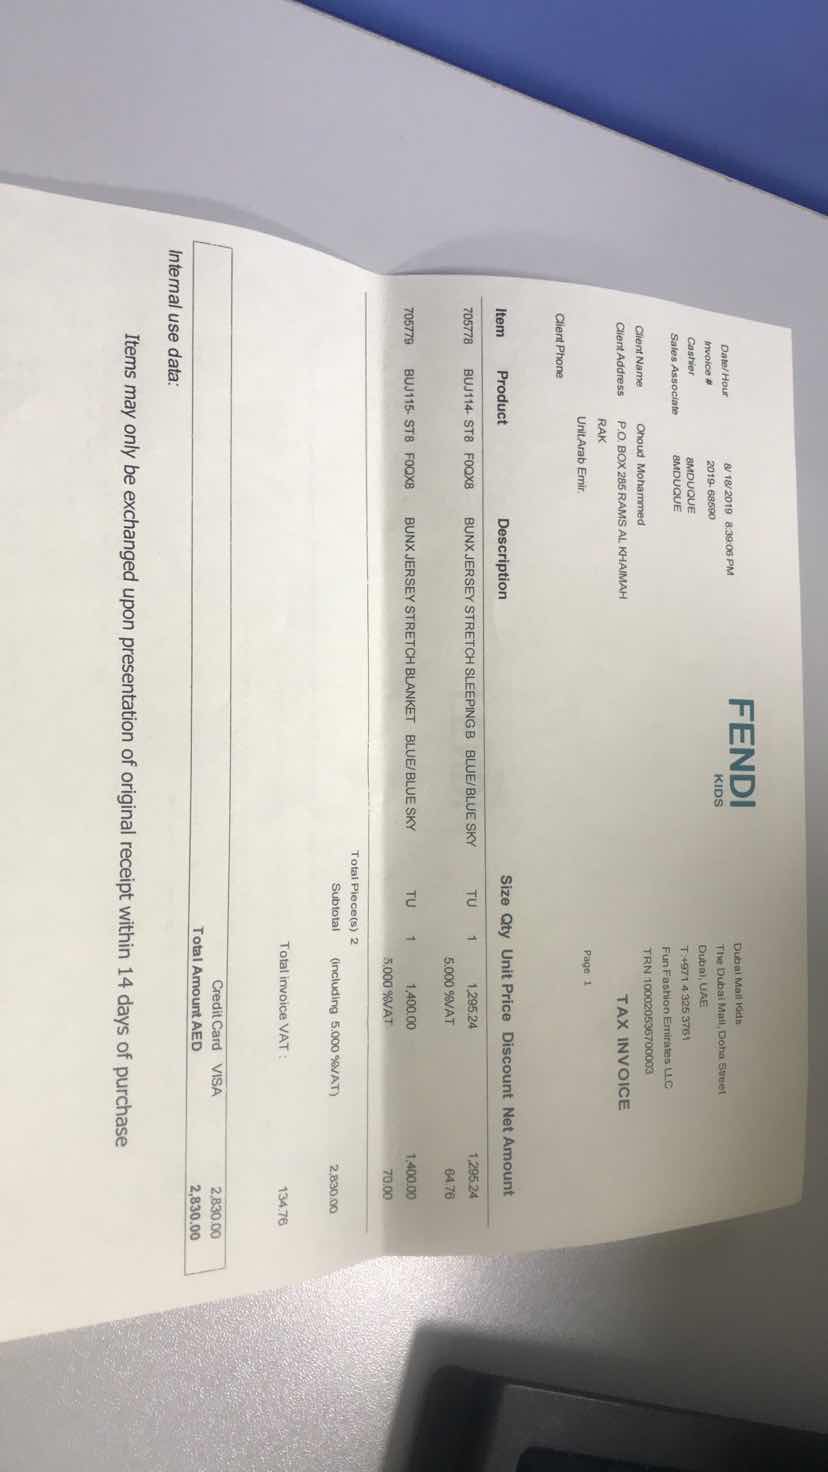 FENDI
KIDS
Dubai Mall Kids
The Dubai Mall, Doha Street
Dubai, UAE
T:+971 4 325 3761
Fun Fashion Emirates LLC
TRN 100020536700003
TAX INVOICE
Page 1
Date/Hour 8/18/2019 8:39:06 PM
Invoice # 2019-68590
Cashier 8MDUQUE
Sales Associate 8MDUQUE
Client Name Ohoud Mohammed
Client Address P.O. BOX 285 RAMS AL KHAIMAH
RAK
Unit.Arab Emir.
Client Phone
Item Product Description Size Qty Unit Price Discount Net Amount
705778 BUJ114- ST8 F0QX8 BUNX JERSEY STRETCH SLEEPING B BLUE/BLUE SKY TU 1 1,295.24 1,295.24
5.000 %VAT 64.76
705779 BUJ115- ST8 F0QX8 BUNX JERSEY STRETCH BLANKET BLUE/BLUE SKY TU 1 1,400.00 1,400.00
5.000 %VAT 70.00
Total Piece(s) 2
Subtotal (including 5.000 %VAT) 2,830.00
Total invoice VAT : 134.76
Credit Card VISA 2,830.00
Total Amount AED 2,830.00
Internal use data:
Items may only be exchanged upon presentation of original receipt within 14 days of purchase